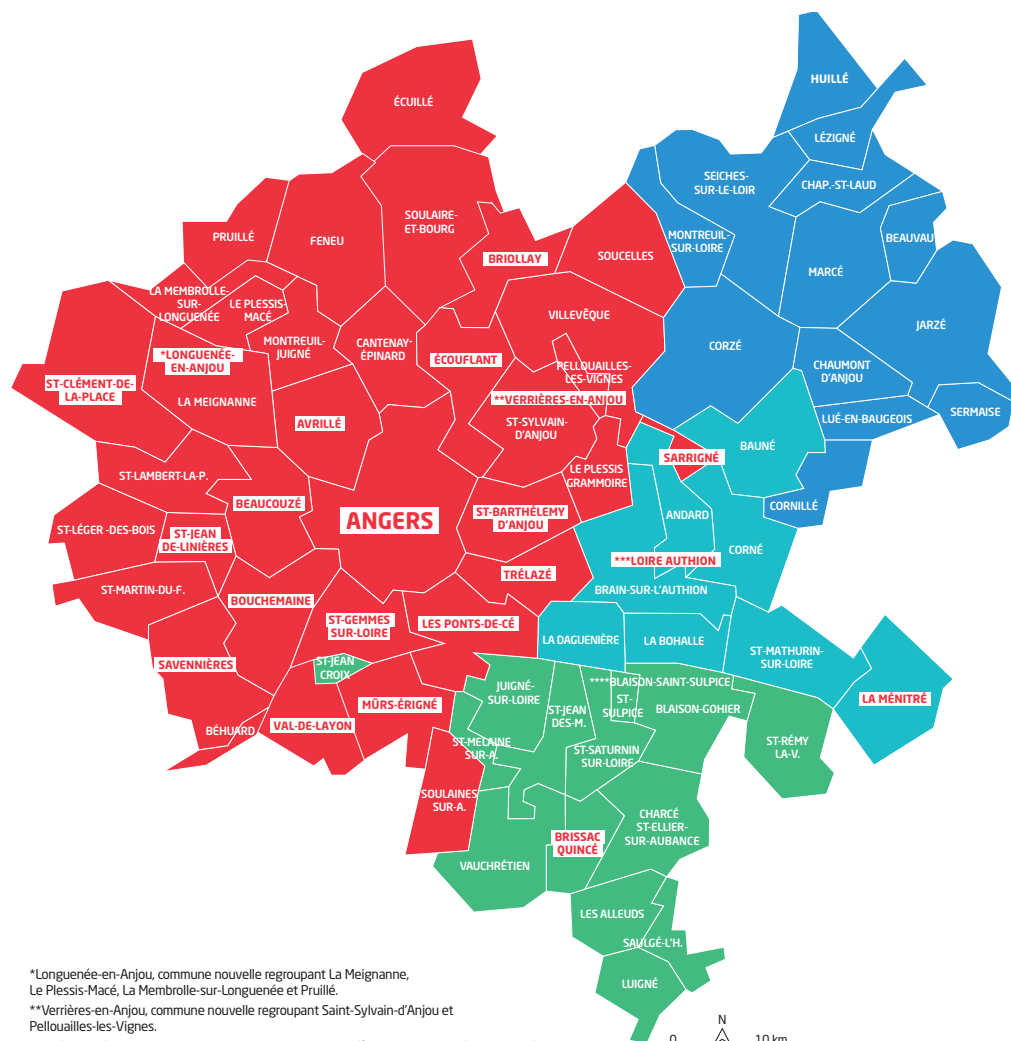 HUILLÉ
ÉCUILLÉ
LÉZIGNÉ
SEICHES-
SUR-LE-LOIR
CHAP.-ST-LAUD
SOULAIRE-
ET-BOURG
PRUILLÉ
FENEU
MONTREUIL-
SUR-LOIRE
BEAUVAU
BRIOLLAY
SOUCELLES
MARCÉ
LA MEMBROLLE-
SUR-
LONGUENÉE
LE PLESSIS-
MACÉ
VILLEVÊQUE
JARZÉ
MONTREUIL-
JUIGNÉ
CANTENAY-
ÉPINARD
CORZÉ
*LONGUENÉE-
EN-ANJOU
ÉCOUFLANT
PELLOUAILLES-
LES-VIGNES
CHAUMONT
D'ANJOU
ST-CLÉMENT-DE-
LA-PLACE
LA MEIGNANNE
**VERRIÈRES-EN-ANJOU
AVRILLÉ
ST-SYLVAIN-
D'ANJOU
LUÉ-EN-BAUGEOIS
SERMAISE
BAUNÉ
SARRIGNÉ
ST-LAMBERT-LA-P.
LE PLESSIS
GRAMMOIRE
BEAUCOUZÉ
CORNILLÉ
ANGERS
ST-BARTHÉLEMY
D'ANJOU
ANDARD
ST-LÉGER -DES-BOIS
ST-JEAN
DE-LINIÈRES
CORNÉ
***LOIRE AUTHION
TRÉLAZÉ
ST-MARTIN-DU-F.
BRAIN-SUR-L'AUTHION
BOUCHEMAINE
ST-GEMMES
SUR-LOIRE
LES PONTS-DE-CÉ
LA DAGUENIÈRE
LA BOHALLE
ST-MATHURIN-
SUR-LOIRE
SAVENNIÈRES
ST-JEAN
CROIX
JUIGNÉ-
SUR-LOIRE
****BLAISON-SAINT-SULPICE
ST-
SULPICE
BLAISON-GOHIER
LA MÉNITRÉ
MÛRS-ÉRIGNÉ
ST-JEAN
DES-M.
BÉHUARD
VAL-DE-LAYON
ST-MELAINE
SUR-A.
ST-SATURNIN
SUR-LOIRE
ST-RÉMY
LA-V.
SOULAINES
SUR-A.
CHARCÉ
ST-ELLIER-
SUR-AUBANCE
BRISSAC
QUINCÉ
VAUCHRÉTIEN
LES ALLEUDS
SAULGÉ-L'H.
LUIGNÉ
*Longuenée-en-Anjou, commune nouvelle regroupant La Meignanne,
Le Plessis-Macé, La Membrolle-sur-Longuenée et Pruillé.
**Verrières-en-Anjou, commune nouvelle regroupant Saint-Sylvain-d'Anjou et
Pellouailles-les-Vignes.
N
0 10 km